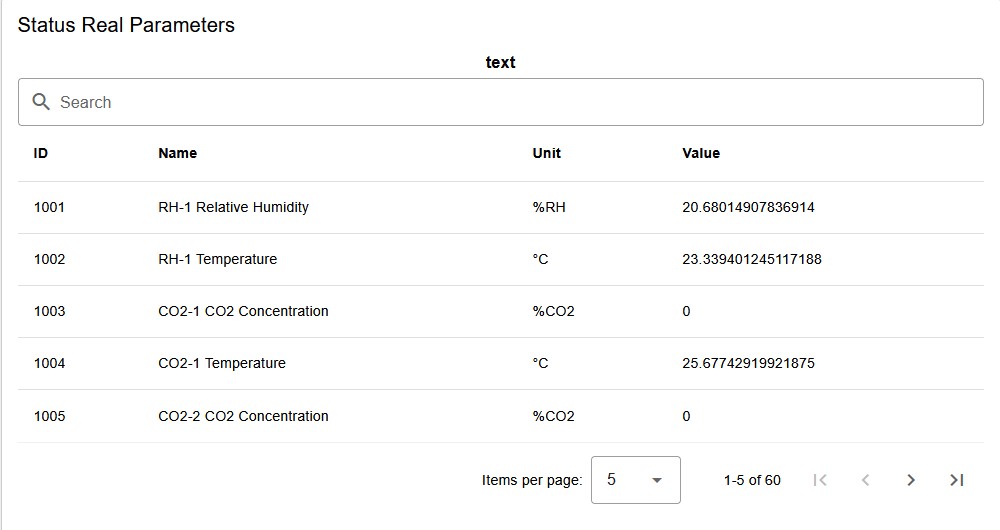 Status Real Parameters
text
Search
ID Name Unit Value
1001 RH-1 Relative Humidity %RH 20.68014907836914
1002 RH-1 Temperature °C 23.339401245117188
1003 CO2-1 CO2 Concentration %CO2 0
1004 CO2-1 Temperature °C 25.67742919921875
1005 CO2-2 CO2 Concentration %CO2 0
Items per page: 5 1-5 of 60